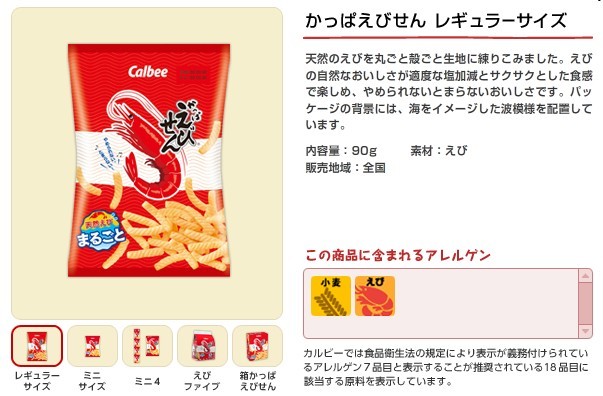 かっぱえびせん レギュラーサイズ
天然のえびを丸ごと殻ごと生地に練りこみました。えび
の自然なおいしさが適度な塩加減とサクサクとした食感
で楽しめ、やめられないとまらないおいしさです。パッ
ケージの背景には、海をイメージした波模様を配置して
います。
内容量：90g 素材：えび
販売地域：全国
Calbee
かっぱ
えび
せん
天然えび
まるごと
この商品に含まれるアレルゲン
小麦 えび
カルビーでは食品衛生法の規定により表示が義務付けられてい
るアレルゲン7品目と表示することが推奨されている18品目に
該当する原料を表示しています。
レギュラー
サイズ
ミニ
サイズ
ミニ4
えび
ファイブ
箱かっぱ
えびせん